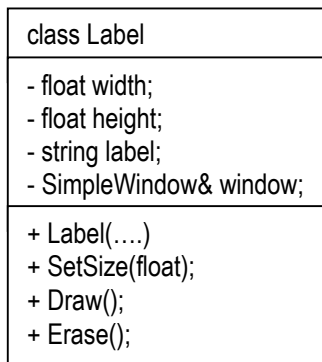 class Label
- float width;
- float height;
- string label;
- SimpleWindow& window;
+ Label(….)
+ SetSize(float);
+ Draw();
+ Erase();